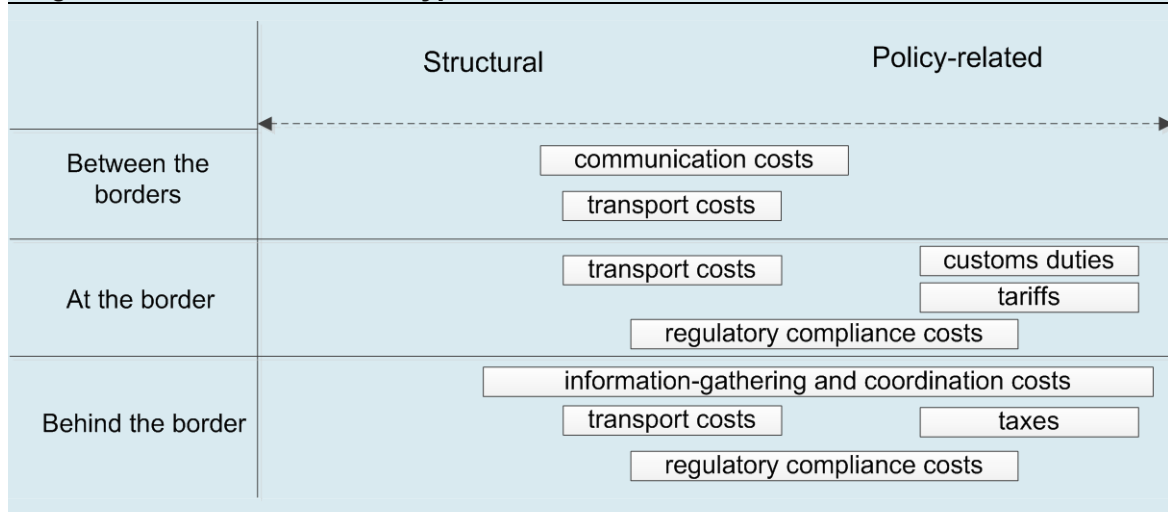 Structural
Policy-related
Between the
borders
communication costs
transport costs
At the border
transport costs
customs duties
tariffs
regulatory compliance costs
Behind the border
information-gathering and coordination costs
transport costs
taxes
regulatory compliance costs